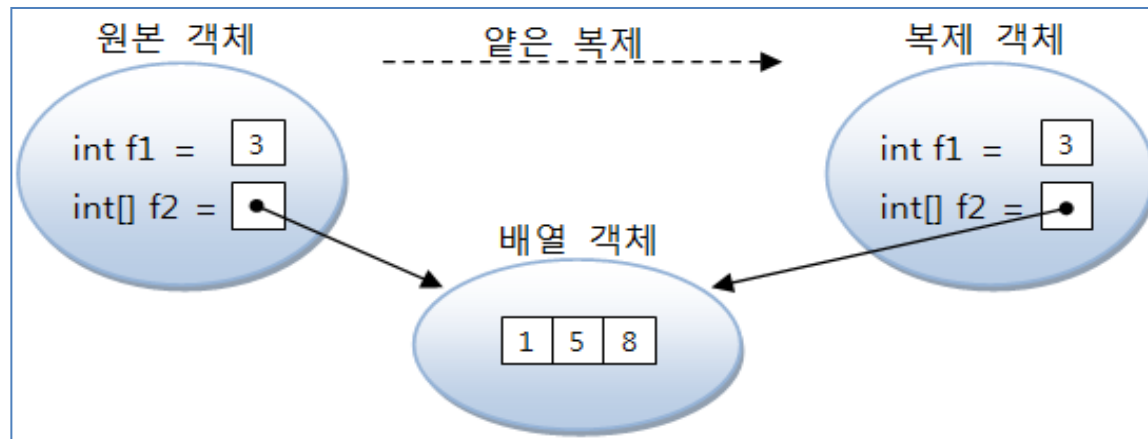 원본 객체
얕은 복제
복제 객체
int f1 = 3
int[] f2 =
int f1 = 3
int[] f2 =
배열 객체
1 5 8